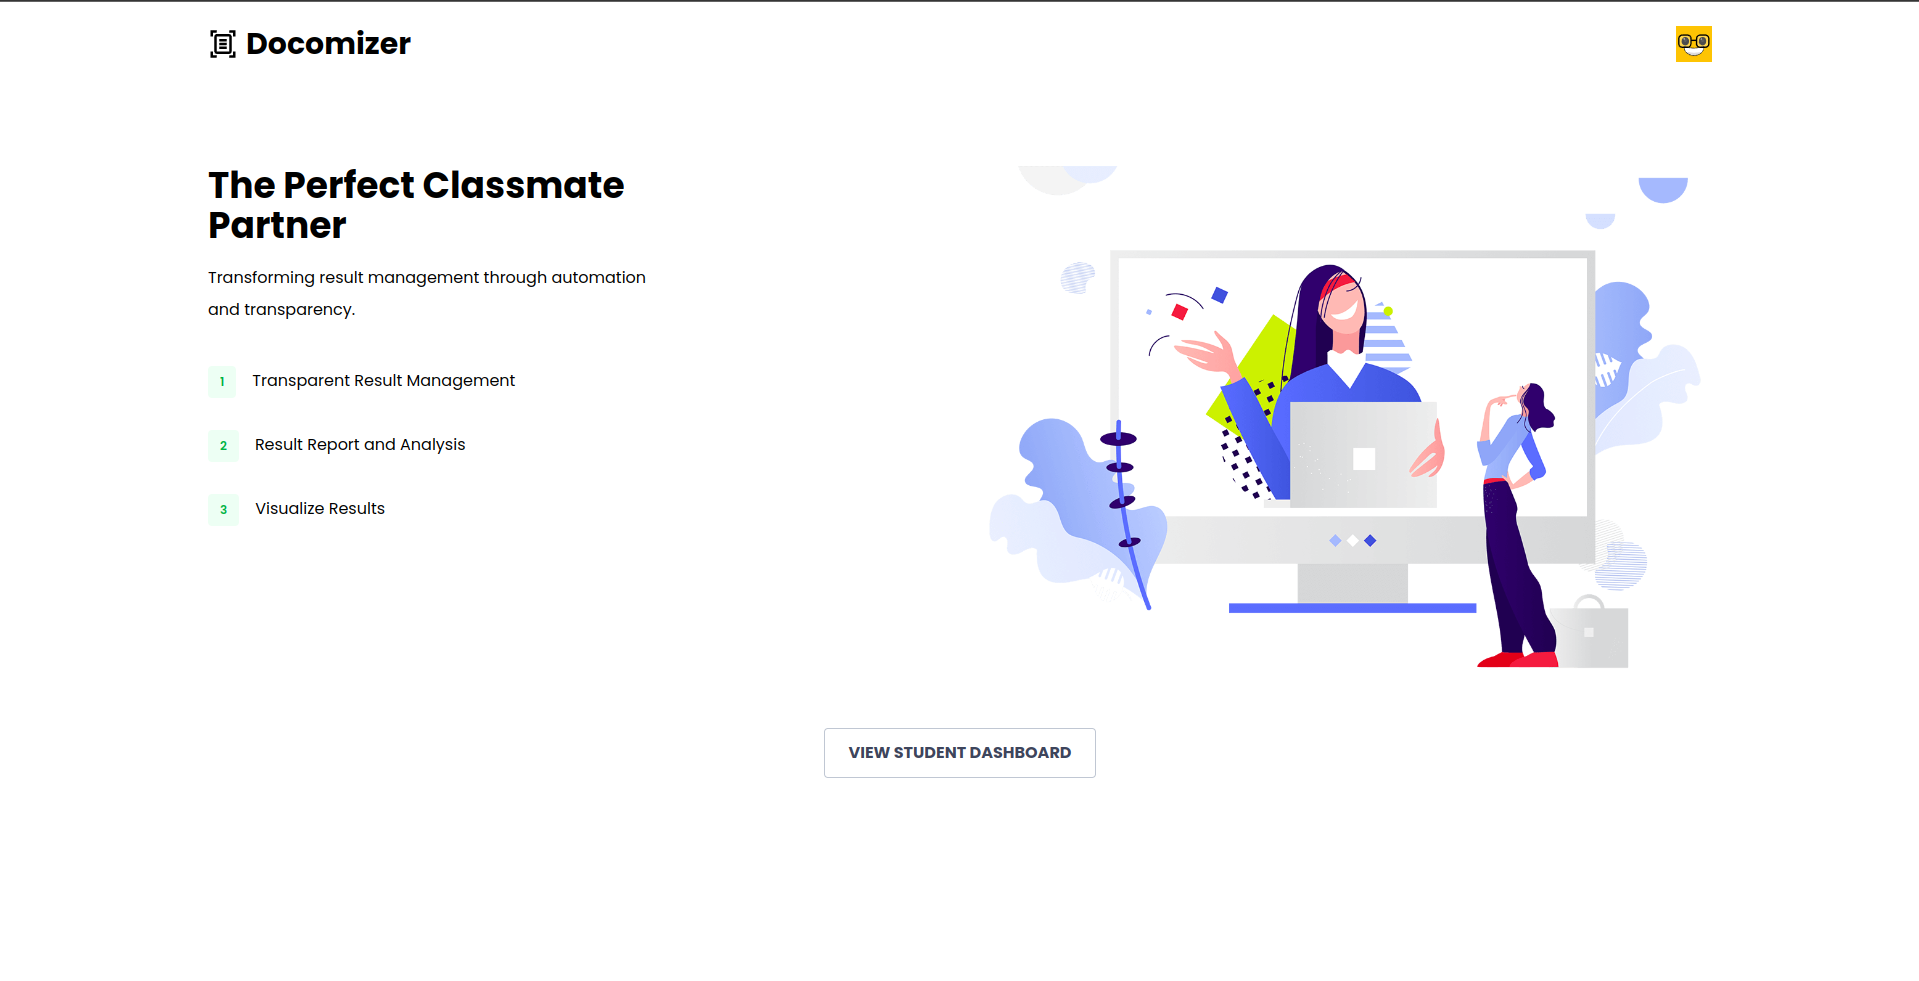 Docomizer
The Perfect Classmate
Partner
Transforming result management through automation
and transparency.
1 Transparent Result Management
2 Result Report and Analysis
3 Visualize Results
VIEW STUDENT DASHBOARD